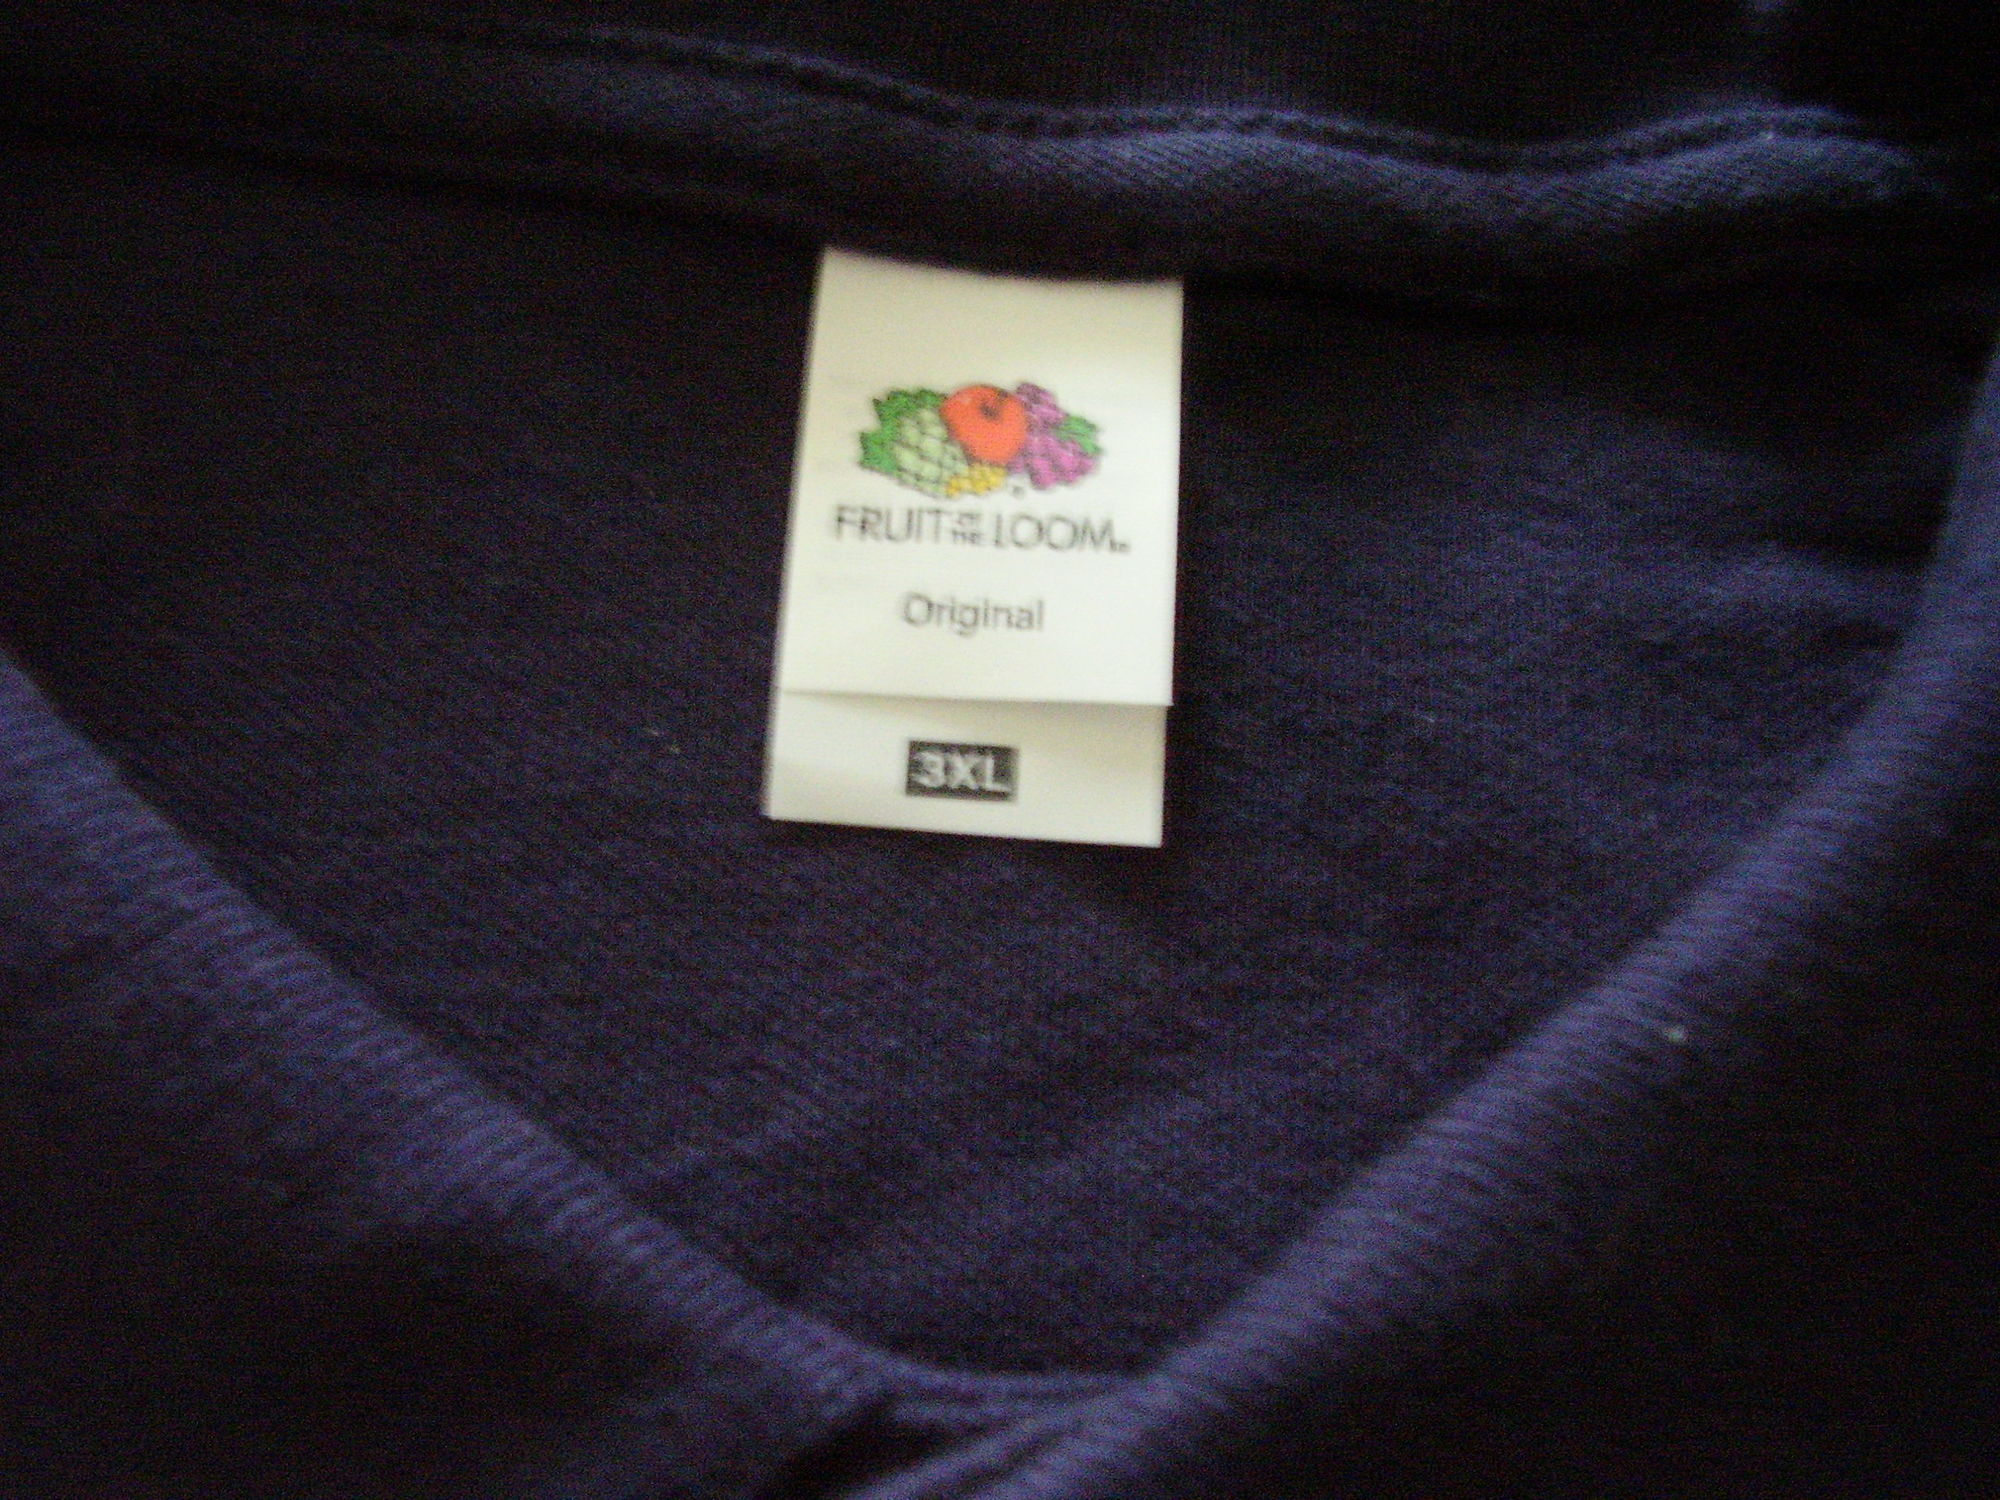 FRUIT OF THE LOOM®
Original
3XL